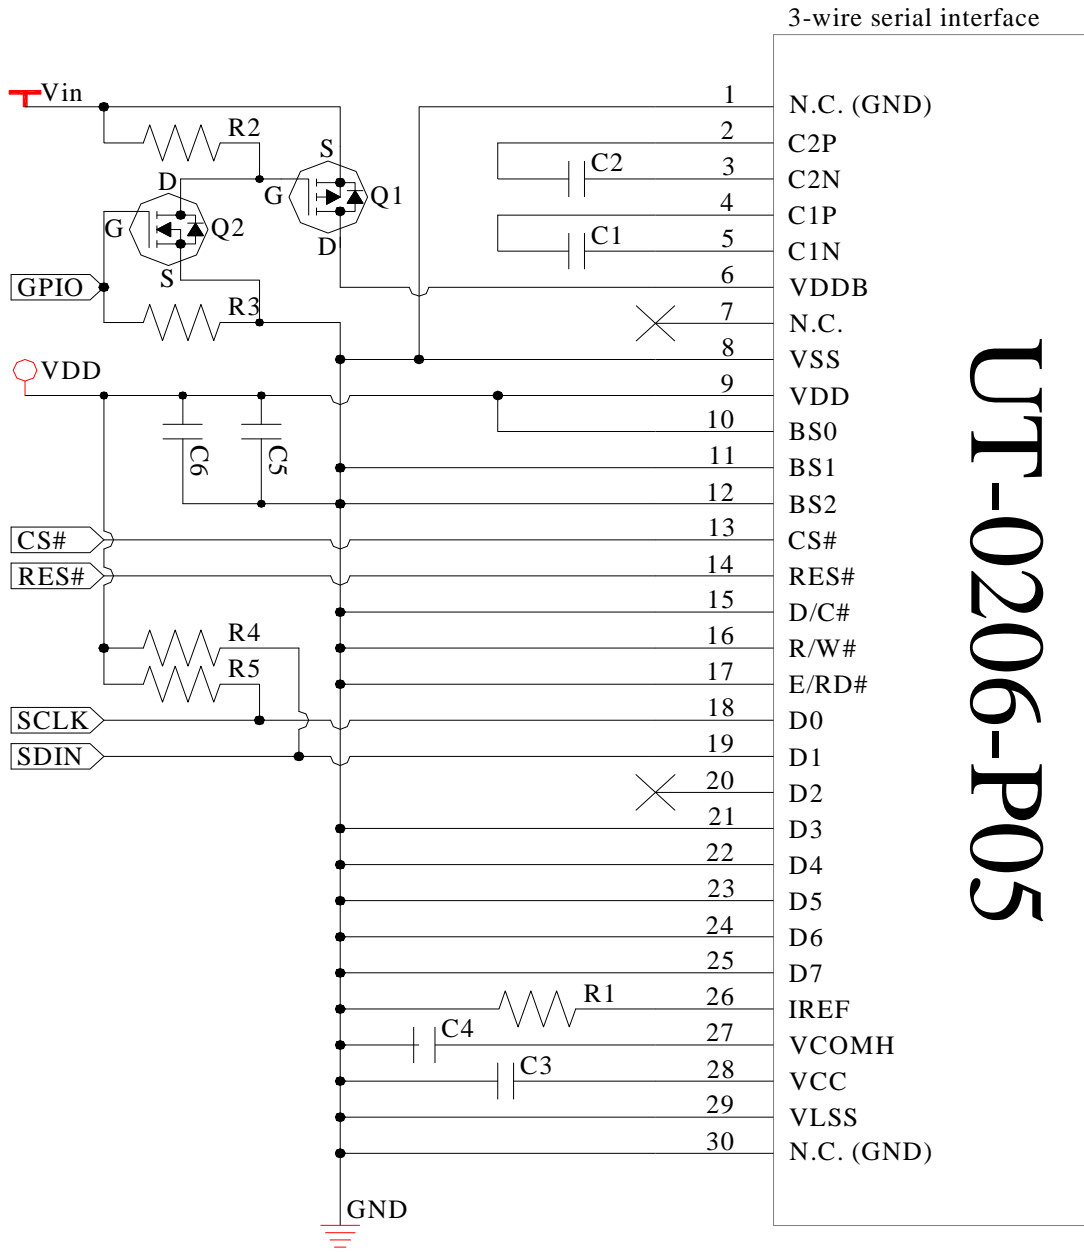 3-wire serial interface
Vin
R2
S
D
G
Q1
G
Q2
D
S
GPIO
R3
VDD
C6
C5
CS#
RES#
R4
R5
SCLK
SDIN
C2
C1
R1
C4
C3
GND
1 N.C. (GND)
2 C2P
3 C2N
4 C1P
5 C1N
6 VDDB
7 N.C.
8 VSS
9 VDD
10 BS0
11 BS1
12 BS2
13 CS#
14 RES#
15 D/C#
16 R/W#
17 E/RD#
18 D0
19 D1
20 D2
21 D3
22 D4
23 D5
24 D6
25 D7
26 IREF
27 VCOMH
28 VCC
29 VLSS
30 N.C. (GND)
UT-0206-P05